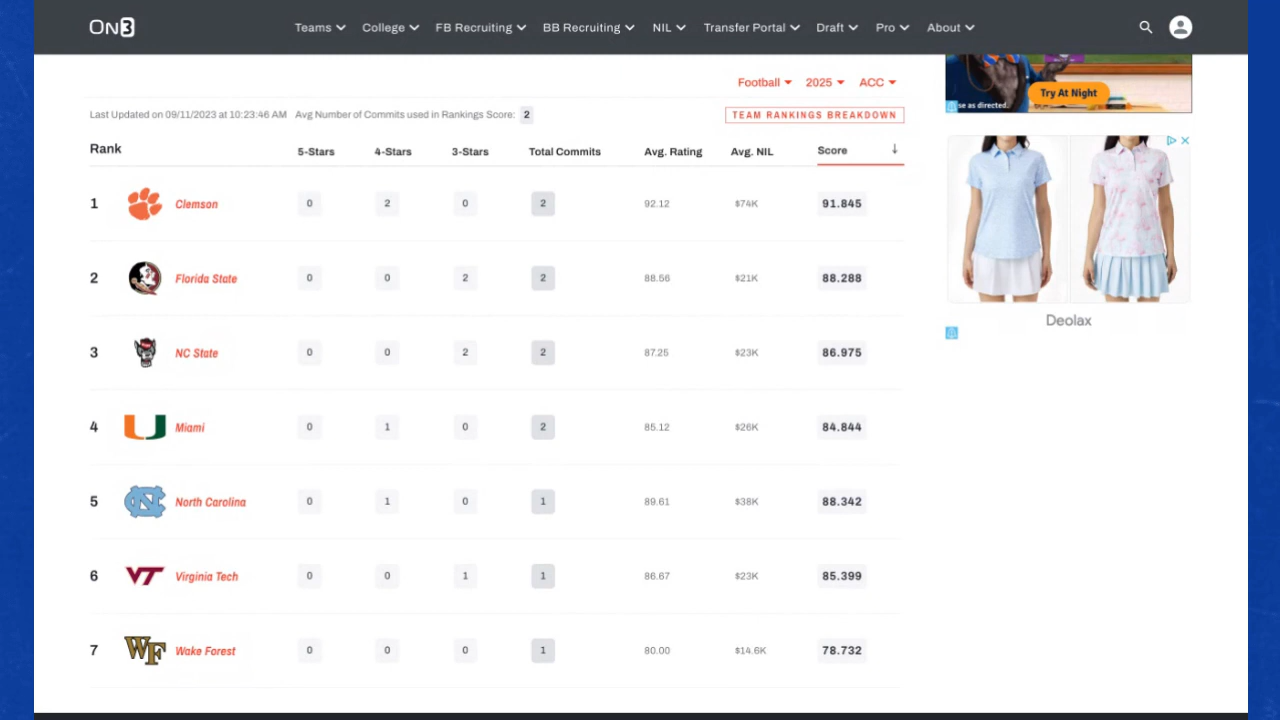 ON3 Teams College FB Recruiting BB Recruiting NIL Transfer Portal Draft Pro About
Football 2025 ACC
Try At Night
se as directed.
Last Updated on 09/11/2023 at 10:23:46 AM Avg Number of Commits used in Rankings Score: 2 TEAM RANKINGS BREAKDOWN
Rank 5-Stars 4-Stars 3-Stars Total Commits Avg. Rating Avg. NIL Score ↓
1 Clemson 0 2 0 2 92.12 $74K 91.845
2 Florida State 0 0 2 2 88.56 $21K 88.288
3 NC State 0 0 2 2 87.25 $23K 86.975
4 Miami 0 1 0 2 85.12 $26K 84.844
5 NC North Carolina 0 1 0 1 89.61 $38K 88.342
6 VT Virginia Tech 0 0 1 1 86.67 $23K 85.399
7 WF Wake Forest 0 0 0 1 80.00 $14.6K 78.732
Deolax